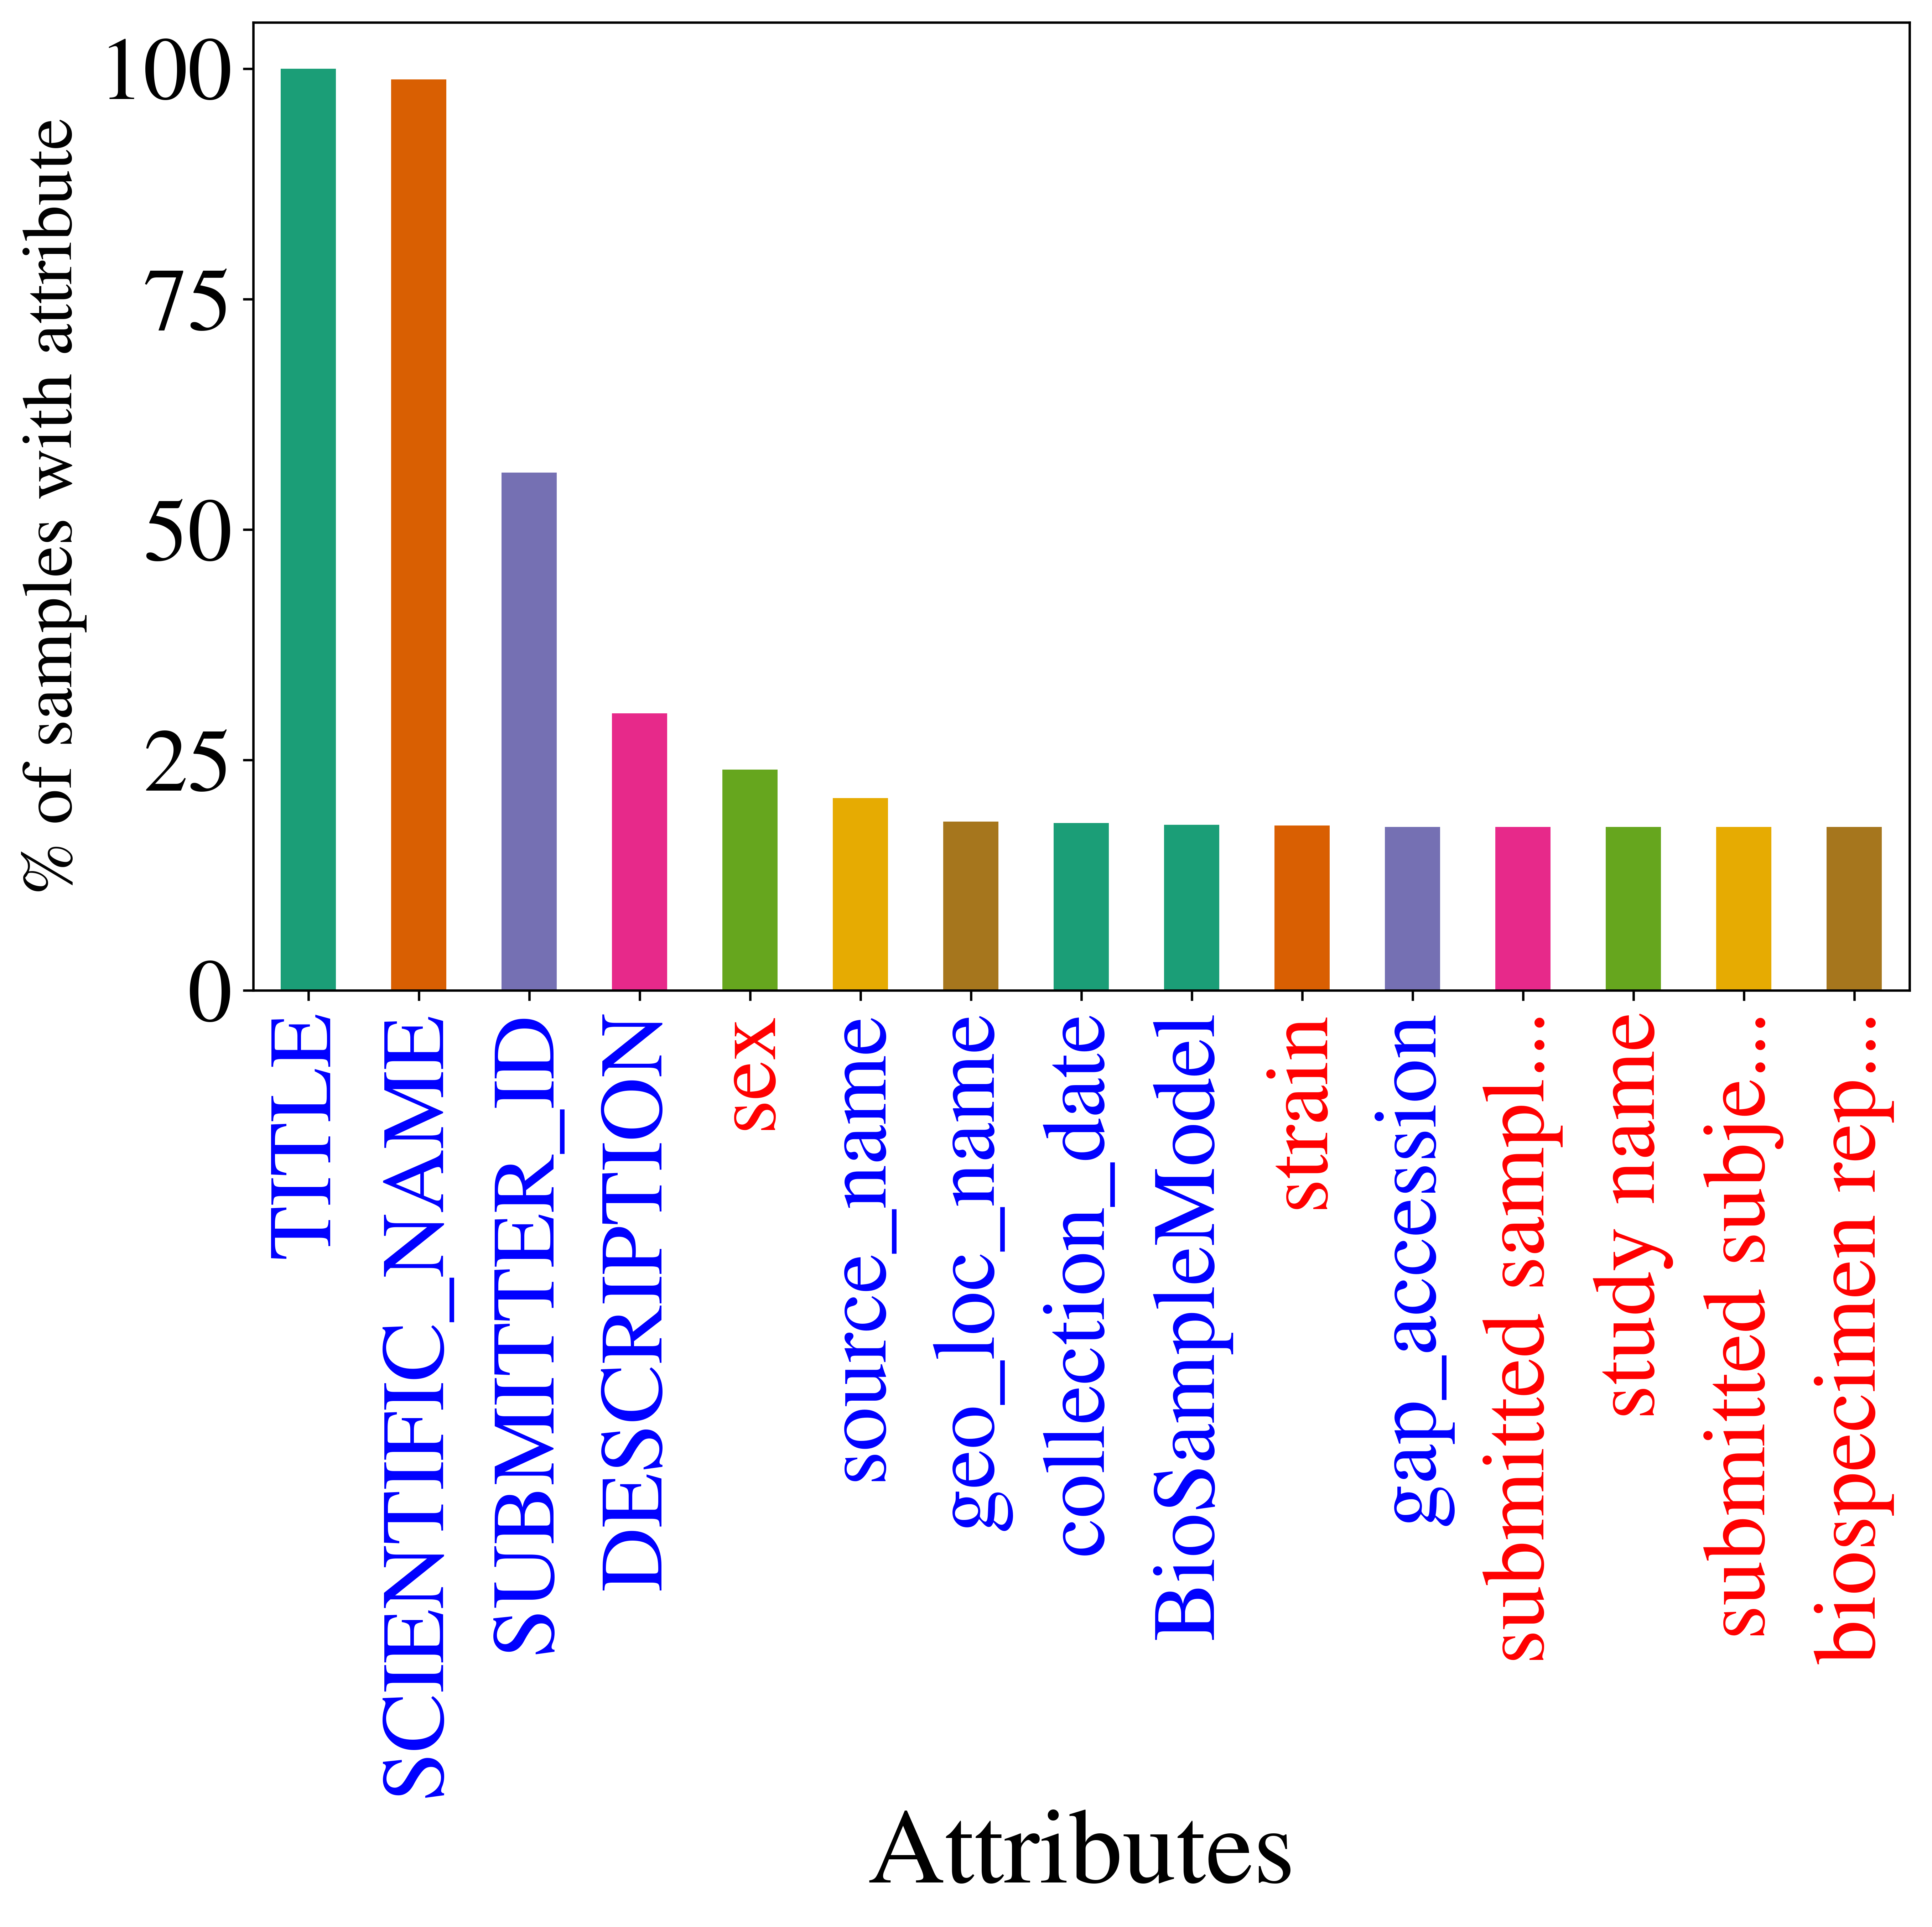 % of samples with attribute
100
75
50
25
0
TITLE
SCIENTIFIC_NAME
SUBMITTER_ID
DESCRIPTION
sex
source_name
geo_loc_name
collection_date
BioSampleModel
strain
gap_accession
submitted sampl...
study name
submitted subje...
biospecimen rep...
Attributes